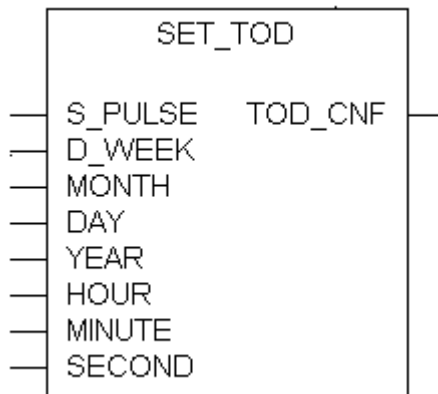 SET_TOD
S_PULSE TOD_CNF
D_WEEK
MONTH
DAY
YEAR
HOUR
MINUTE
SECOND